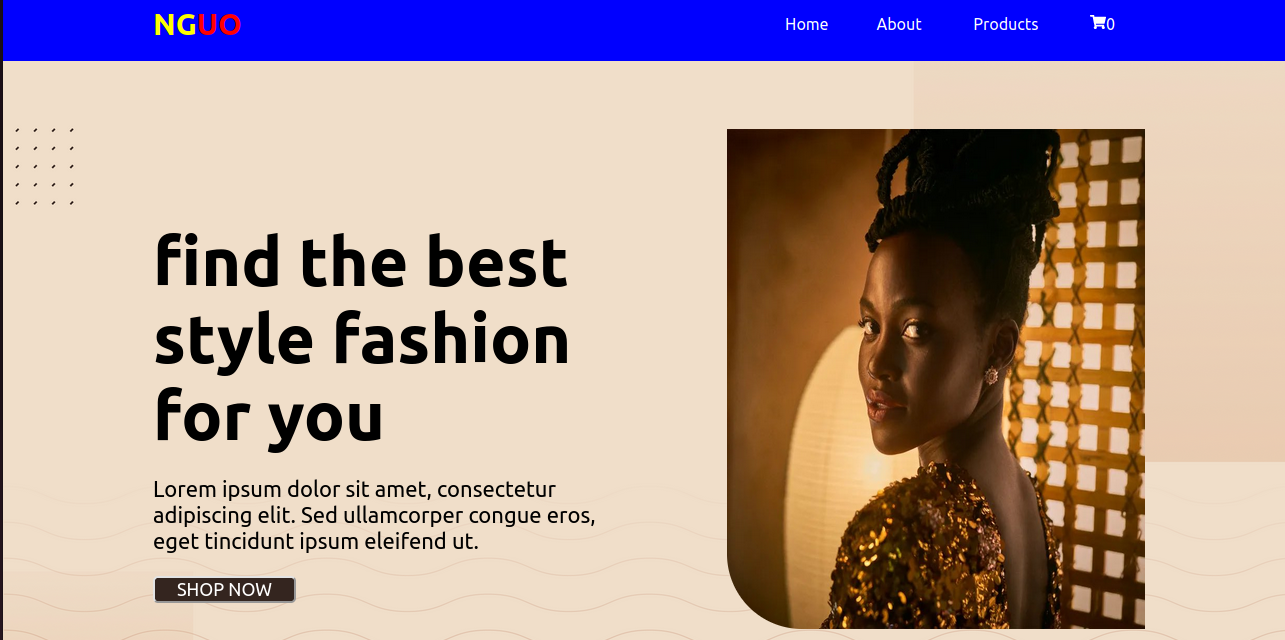 NGUO
Home About Products 0
find the best
style fashion
for you
Lorem ipsum dolor sit amet, consectetur
adipiscing elit. Sed ullamcorper congue eros,
eget tincidunt ipsum eleifend ut.
SHOP NOW